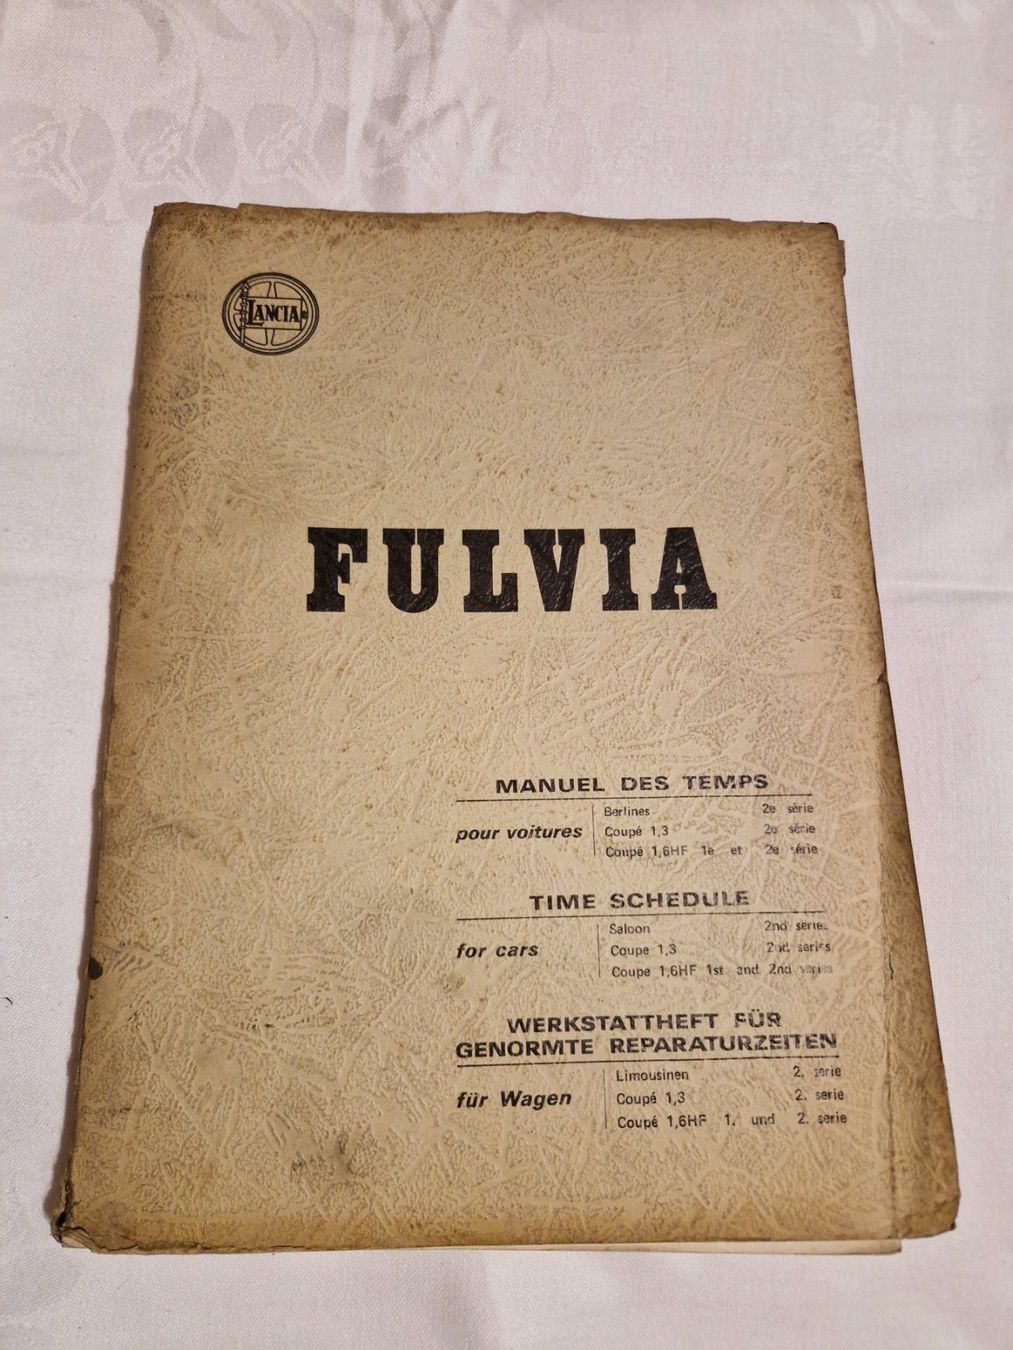 LANCIA
FULVIA
MANUEL DES TEMPS
pour voitures
Berlines 2e série
Coupé 1,3 2e série
Coupé 1,6HF 1e et 2e série
TIME SCHEDULE
for cars
Saloon 2nd series
Coupe 1,3 2nd series
Coupe 1,6HF 1st and 2nd series
WERKSTATTHEFT FÜR
GENORMTE REPARATURZEITEN
für Wagen
Limousinen 2. serie
Coupé 1,3 2. serie
Coupé 1,6HF 1. und 2. serie